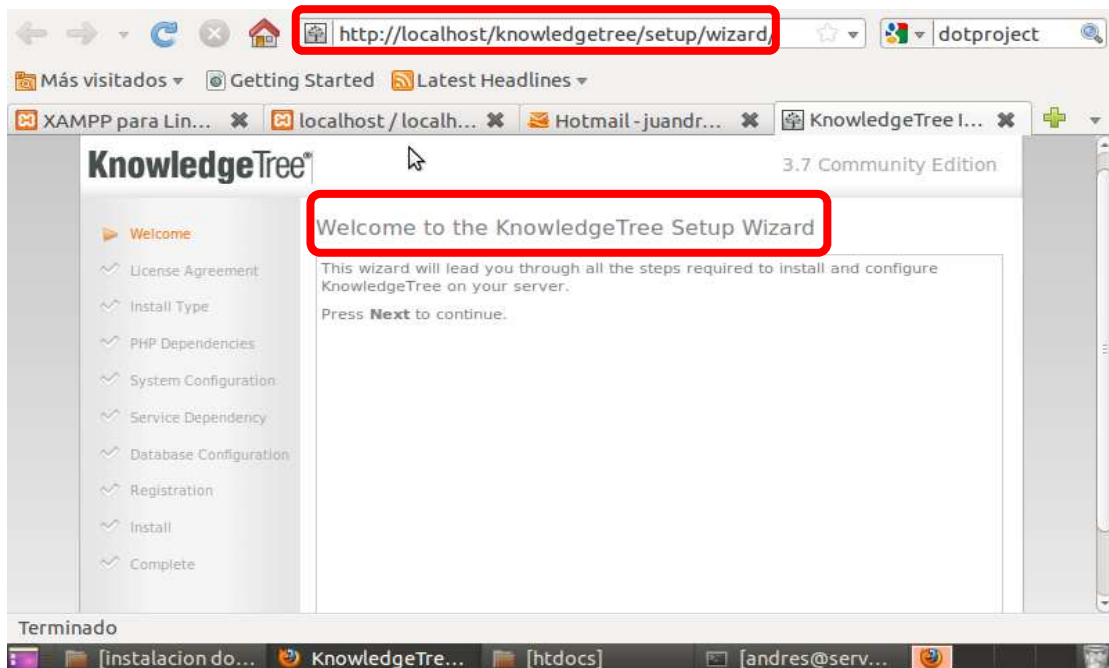 http://localhost/knowledgetree/setup/wizard/
dotproject
Más visitados
Getting Started
Latest Headlines
XAMPP para Lin...
localhost / localh...
Hotmail - juandr...
KnowledgeTree I...
KnowledgeTree®
3.7 Community Edition
Welcome
License Agreement
Install Type
PHP Dependencies
System Configuration
Service Dependency
Database Configuration
Registration
Install
Complete
Welcome to the KnowledgeTree Setup Wizard
This wizard will lead you through all the steps required to install and configure
KnowledgeTree on your server.
Press Next to continue.
Terminado
[instalacion do...
KnowledgeTre...
[htdocs]
[andres@serv...